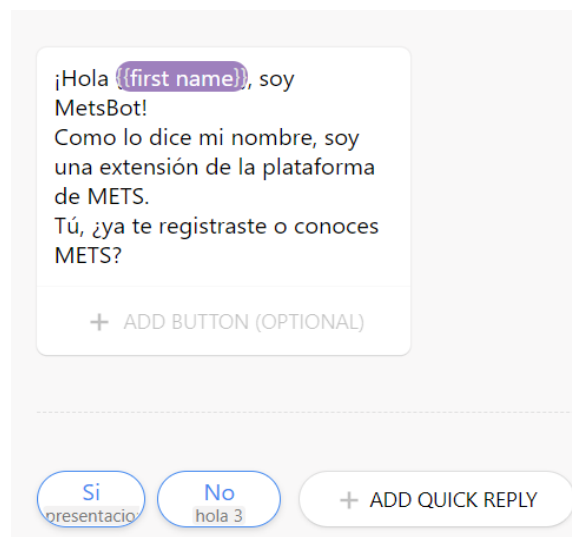 ¡Hola {{first name}}, soy
MetsBot!
Como lo dice mi nombre, soy
una extensión de la plataforma
de METS.
Tú, ¿ya te registraste o conoces
METS?
+ ADD BUTTON (OPTIONAL)
Si
presentacio
No
hola 3
+ ADD QUICK REPLY